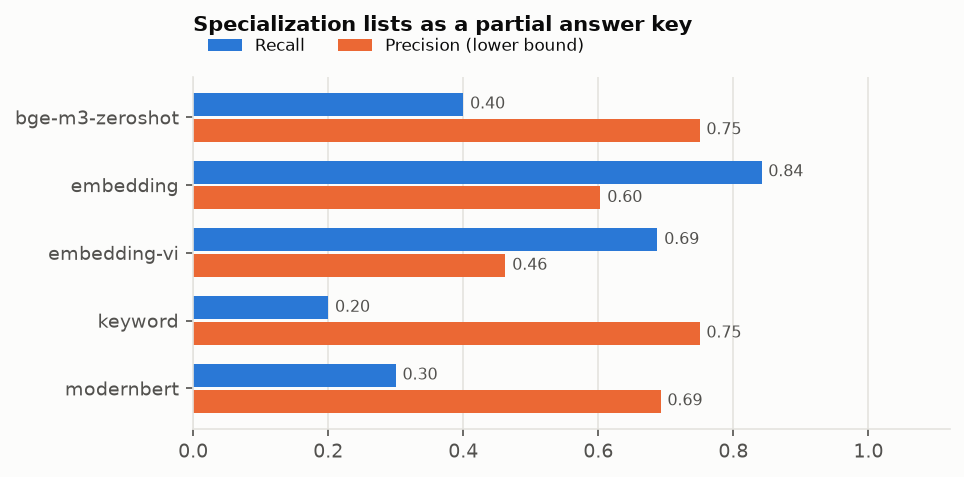 Specialization lists as a partial answer key
Recall Precision (lower bound)
bge-m3-zeroshot 0.40
0.75
embedding 0.84
0.60
embedding-vi 0.69
0.46
keyword 0.20
0.75
modernbert 0.30
0.69
0.0 0.2 0.4 0.6 0.8 1.0